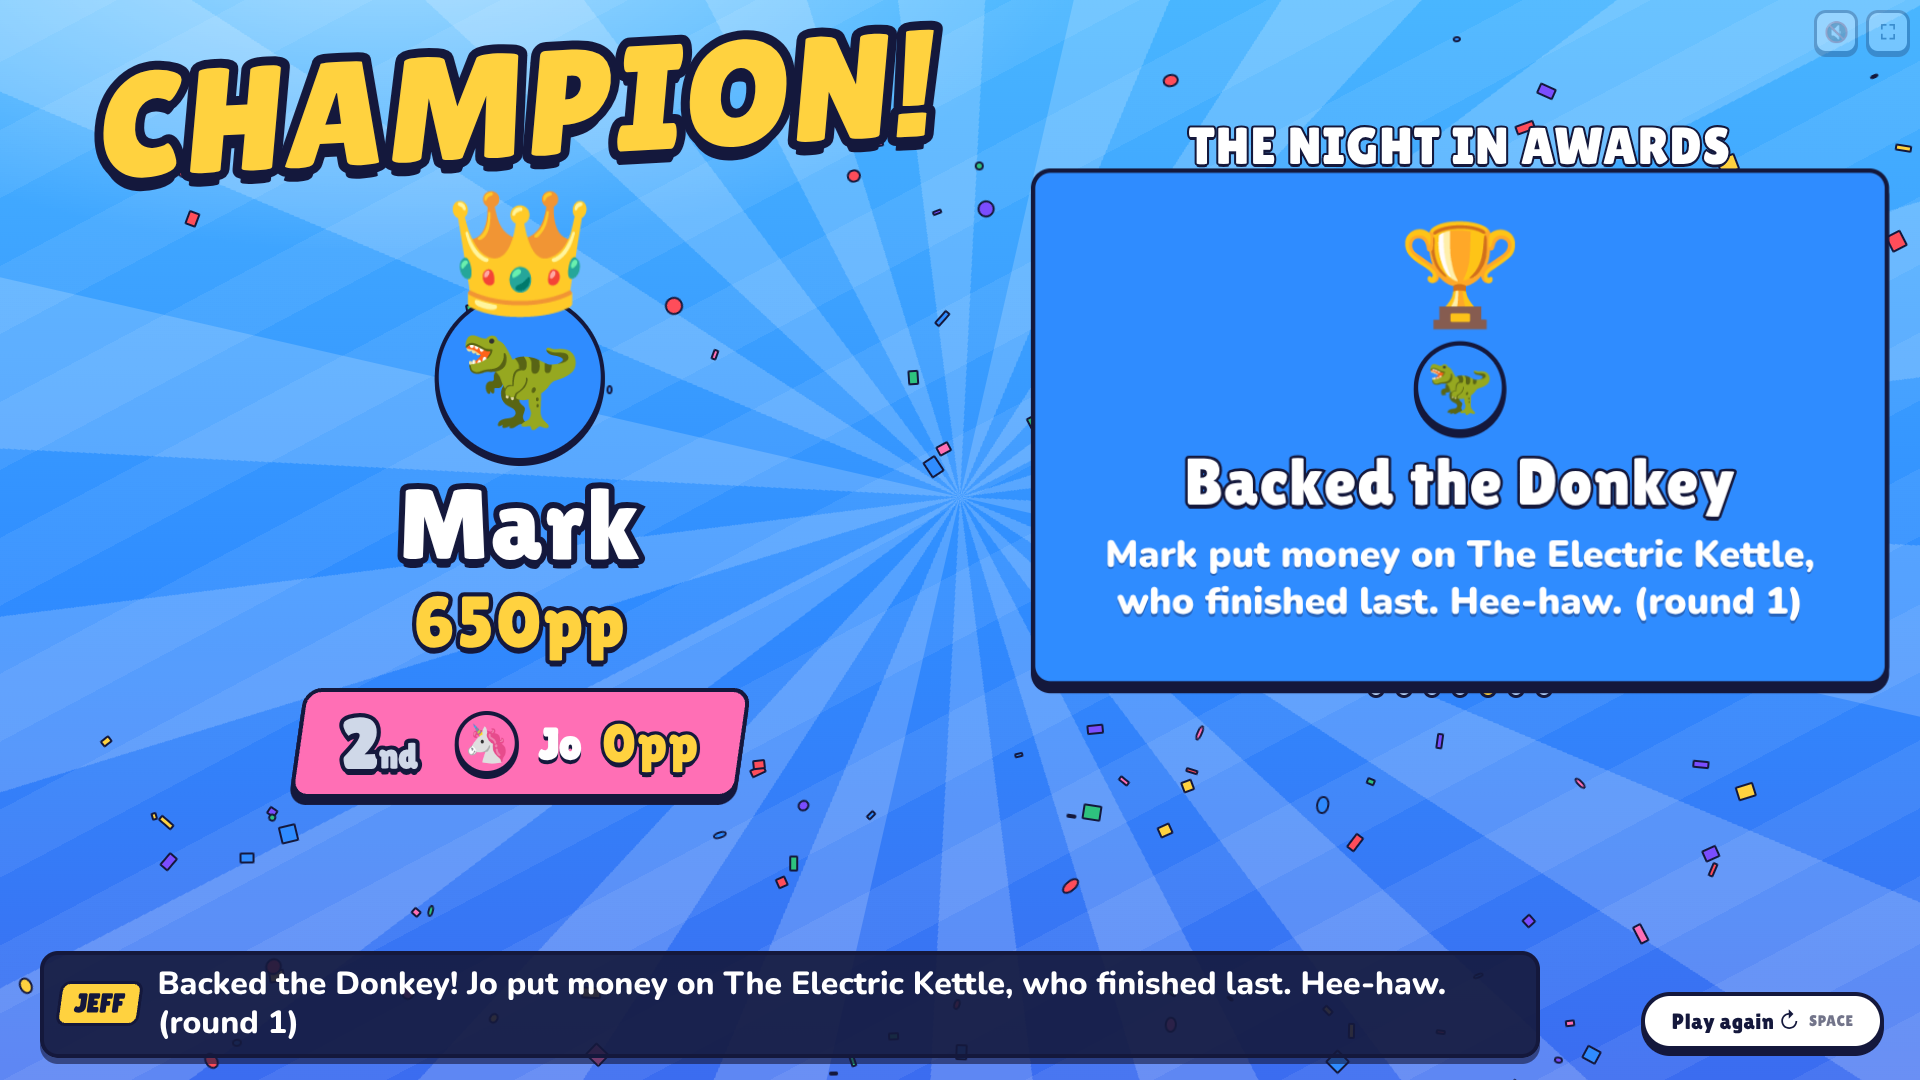 CHAMPION!
Mark
650pp
2nd Jo 0pp
THE NIGHT IN AWARDS
Backed the Donkey
Mark put money on The Electric Kettle,
who finished last. Hee-haw. (round 1)
JEFF
Backed the Donkey! Jo put money on The Electric Kettle, who finished last. Hee-haw.
(round 1)
Play again SPACE